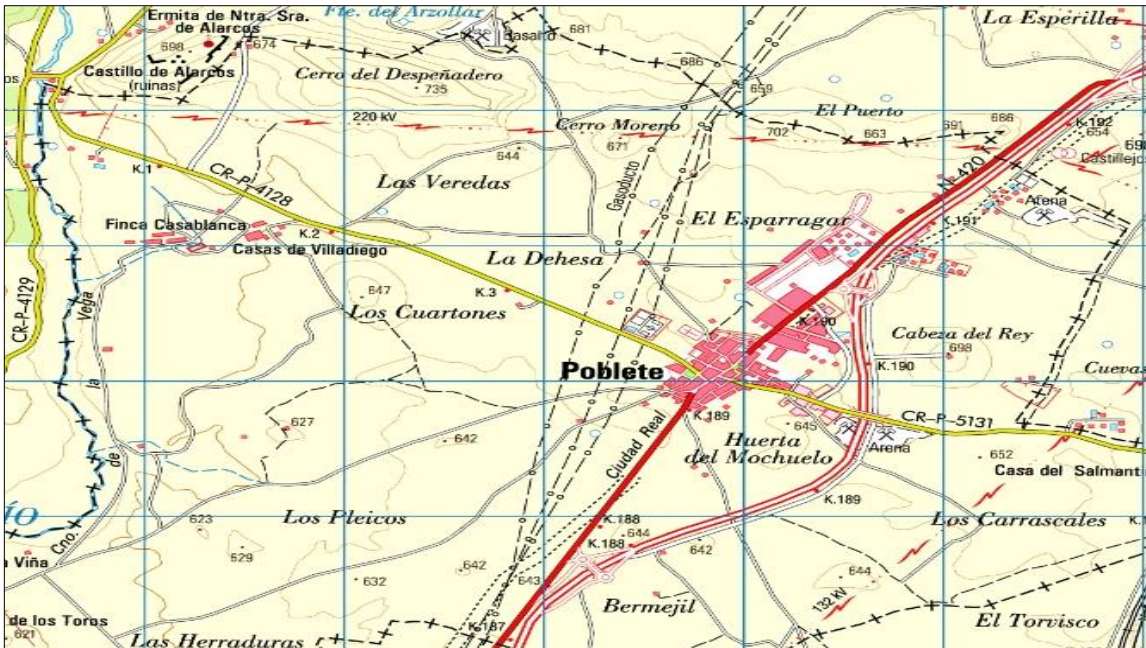 Ermita de Ntra. Sra.
de Alarcos
698
674
Fte. del Arzollar
681
La Esperilla
Castillo de Alarcos
(ruinas)
Cerro del Despeñadero
735
686
659
El Puerto
220 kV
Cerro Moreno
671
702
663
691
686
K.192
654
Castillejo
K.1
CR-P-4128
Las Veredas
644
Gasoducto
N-420
El Esparragar
K.191
Arena
Finca Casablanca
K.2
Casas de Villadiego
La Dehesa
CR-P-4129
Vega
la
de
Cno.
647
K.3
Los Cuartones
K.190
Cabeza del Rey
698
K.190
Poblete
Cuevas
K.189
CR-P-5131
627
642
Ciudad Real
645
Huerta
del Mochuelo
Arena
652
Casa del Salmant
K.189
ÍO
623
Los Pleicos
K.188
644
K.188
642
Los Carrascales
629
a Viña
632
642
643
644
Bermejil
132 kV
de los Toros
621
Las Herraduras
K.187
El Torvisco